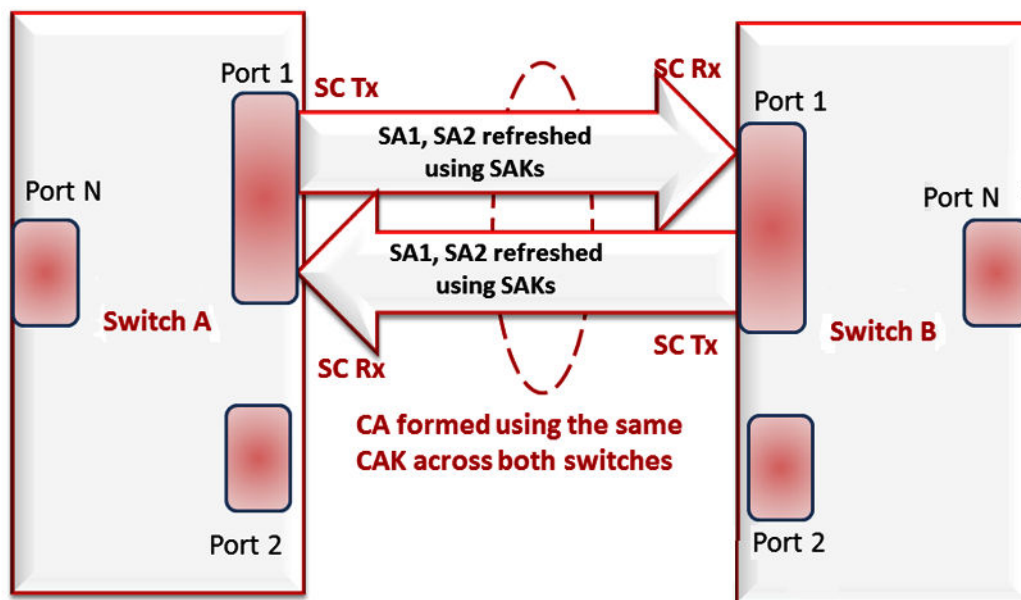 Port 1
SC Tx
SC Rx
Port 1
SA1, SA2 refreshed
using SAKs
Port N
Port N
SA1, SA2 refreshed
using SAKs
Switch A
Switch B
SC Rx
SC Tx
CA formed using the same
CAK across both switches
Port 2
Port 2